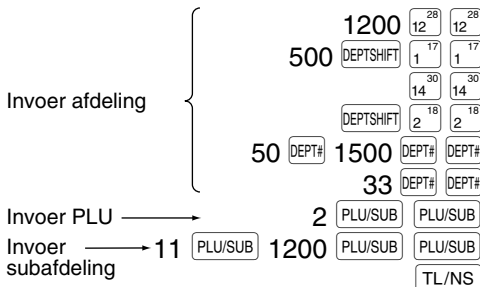 1200 12 28 12 28
500 DEPTSHIFT 1 17 1 17
14 30 14 30
Invoer afdeling
DEPTSHIFT 2 18 2 18
50 DEPT# 1500 DEPT# DEPT#
33 DEPT# DEPT#
Invoer PLU 2 PLU/SUB PLU/SUB
Invoer 11 PLU/SUB 1200 PLU/SUB PLU/SUB
subafdeling
TL/NS